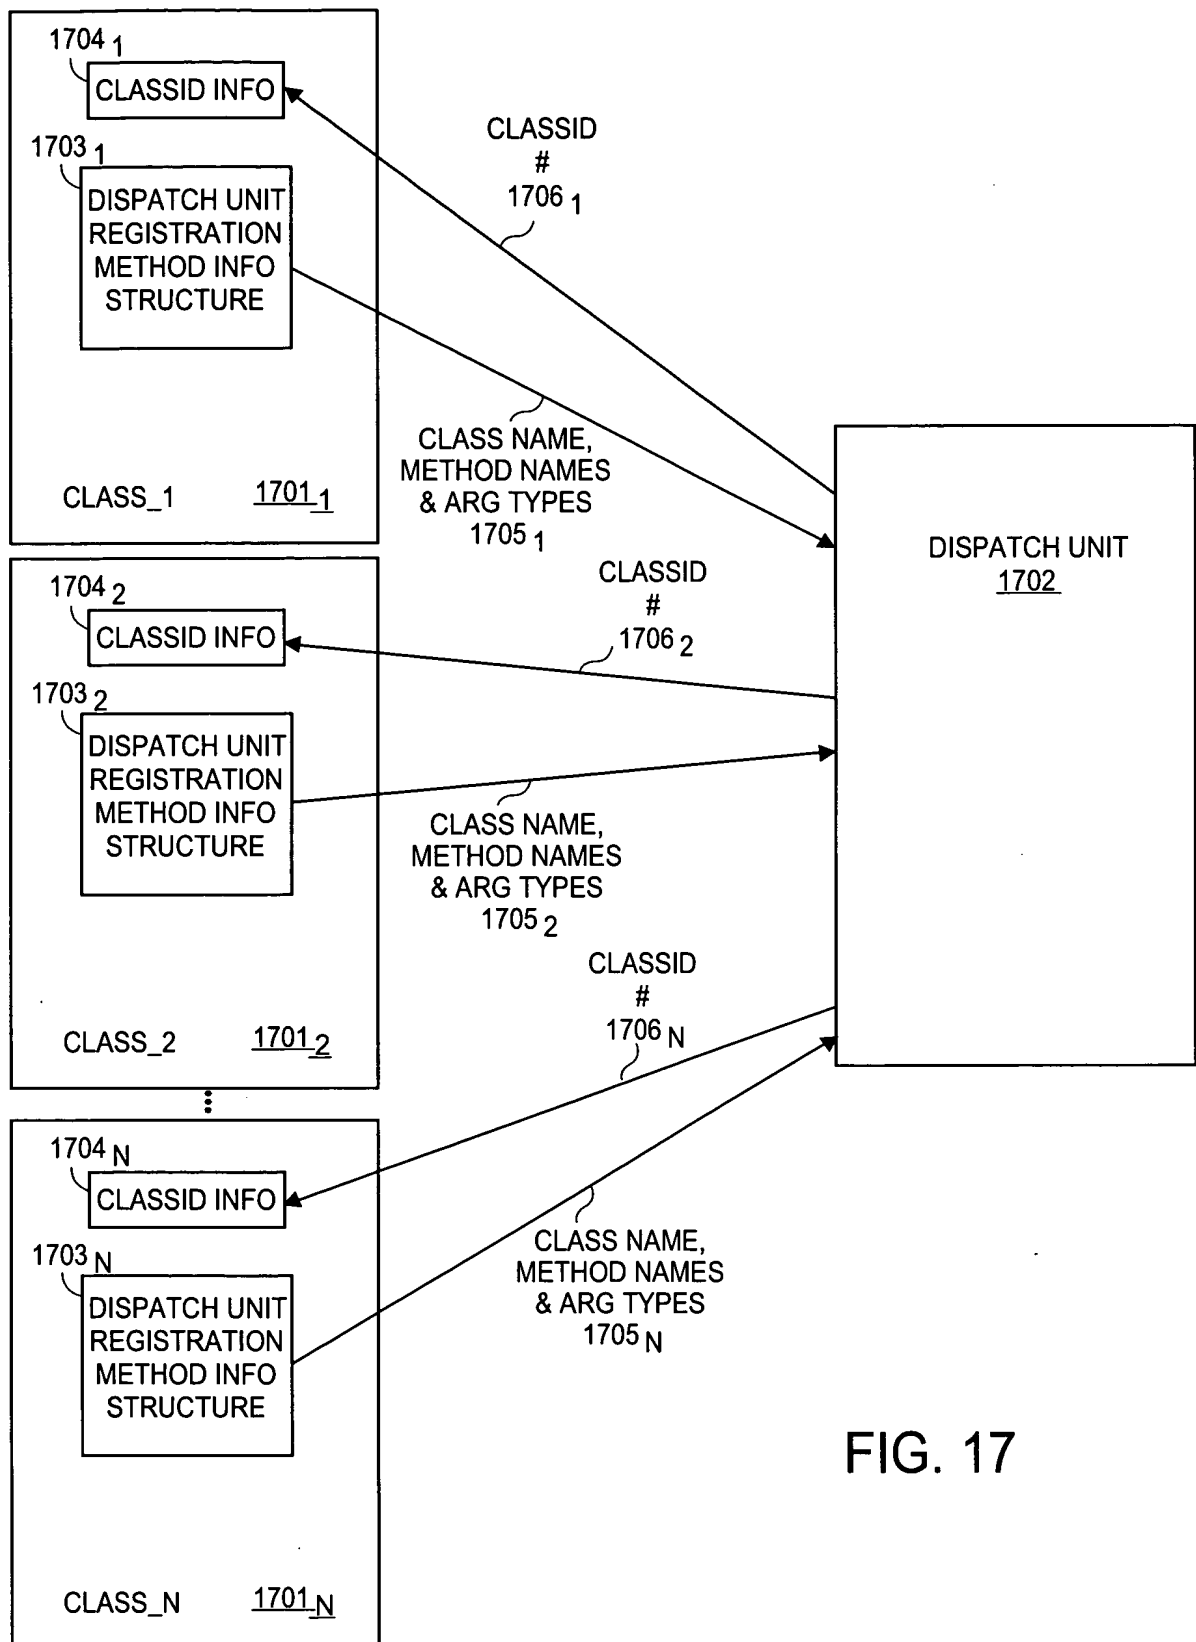 1704 1
CLASSID INFO
1703 1
DISPATCH UNIT
REGISTRATION
METHOD INFO
STRUCTURE
CLASS_1 1701 1
CLASSID
#
1706 1
CLASS NAME,
METHOD NAMES
& ARG TYPES
1705 1
DISPATCH UNIT
1702
1704 2
CLASSID INFO
1703 2
DISPATCH UNIT
REGISTRATION
METHOD INFO
STRUCTURE
CLASS_2 1701 2
CLASSID
#
1706 2
CLASS NAME,
METHOD NAMES
& ARG TYPES
1705 2
CLASSID
#
1706 N
1704 N
CLASSID INFO
1703 N
DISPATCH UNIT
REGISTRATION
METHOD INFO
STRUCTURE
CLASS_N 1701 N
CLASS NAME,
METHOD NAMES
& ARG TYPES
1705 N
FIG. 17